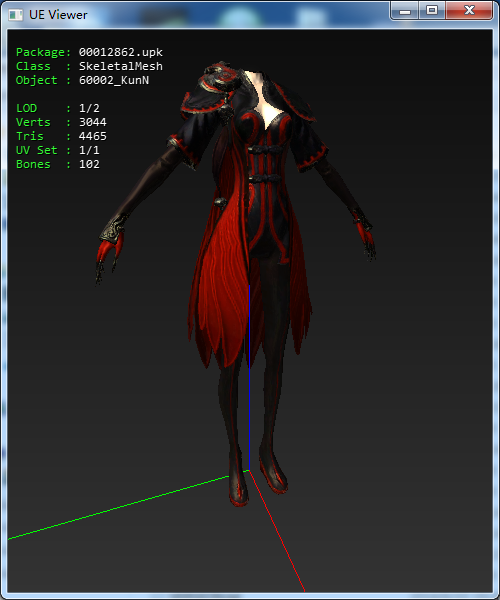 UE Viewer
Package: 00012862.upk
Class : SkeletalMesh
Object : 60002_KunN
LOD : 1/2
Verts : 3044
Tris : 4465
UV Set : 1/1
Bones : 102